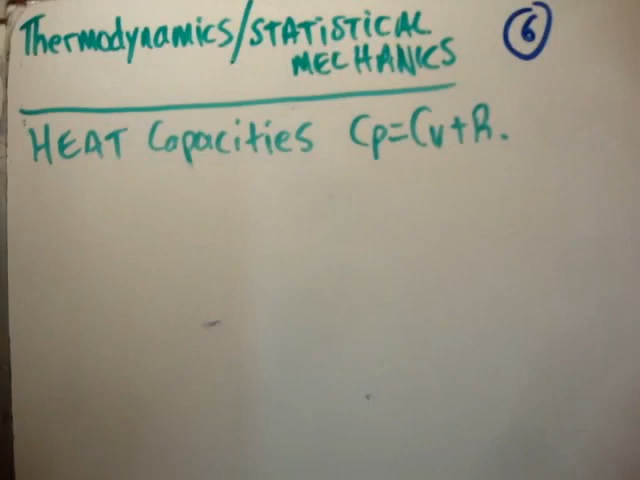 Thermodynamics/STATISTICAL
MECHANICS
6
HEAT Capacities Cp=Cv+R.